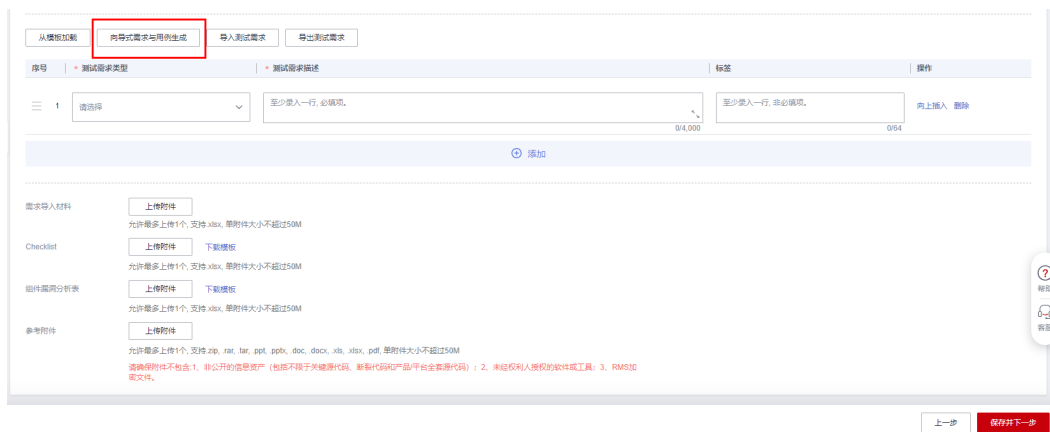 从模板加载 向导式需求与用例生成 导入测试需求 导出测试需求
序号 * 测试需求类型 * 测试需求描述 标签 操作
1 请选择 至少录入一行, 必填项。 至少录入一行, 非必填项。 向上插入 删除
0/4,000 0/64
添加
需求导入材料 上传附件
允许最多上传1个, 支持.xlsx, 单附件大小不超过50M
Checklist 上传附件 下载模板
允许最多上传1个, 支持.xlsx, 单附件大小不超过50M
组件漏洞分析表 上传附件 下载模板
允许最多上传1个, 支持.xlsx, 单附件大小不超过50M
参考附件 上传附件
允许最多上传1个, 支持.zip, .rar, .tar, .ppt, .pptx, .doc, .docx, .xls, .xlsx, .pdf, 单附件大小不超过50M
请确保附件不包含:1、非公开的信息资产（包括不限于关键源代码、新裂代码和产品/平台全套源代码）；2、未经权利人授权的软件或工具；3、RMS加
密文件。
?
帮助
客服
上一步 保存并下一步